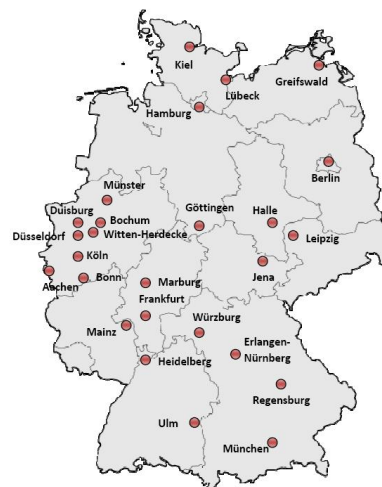 Kiel
Greifswald
Lübeck
Hamburg
Berlin
Münster
Duisburg
Bochum
Göttingen
Halle
Düsseldorf
Witten-Herdecke
Leipzig
Köln
Jena
Aachen
Bonn
Marburg
Frankfurt
Mainz
Würzburg
Erlangen-
Nürnberg
Heidelberg
Regensburg
Ulm
München